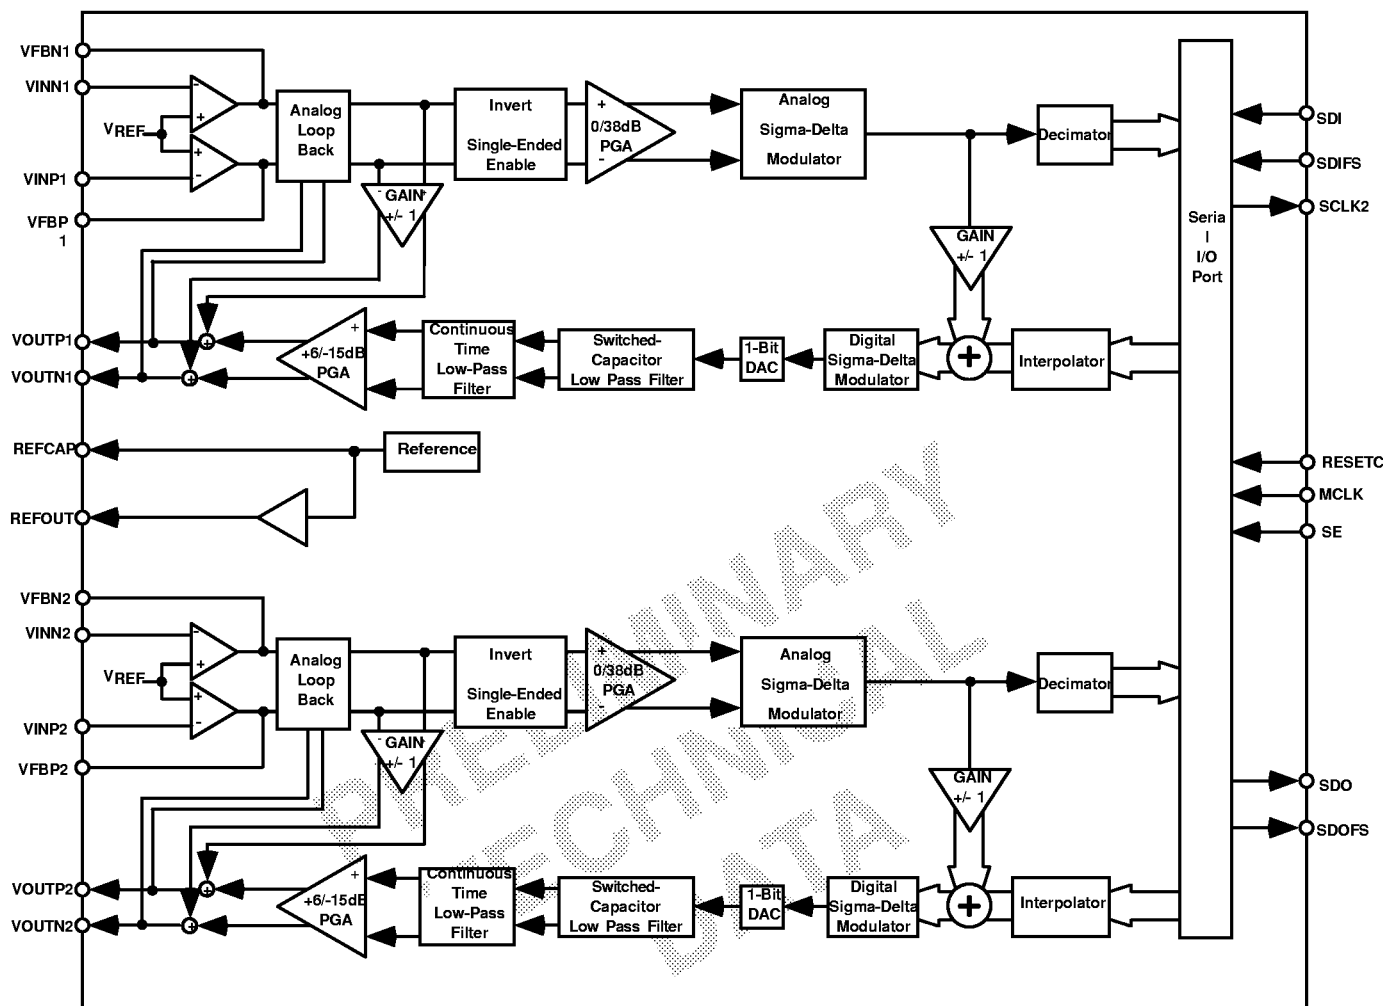 VFBN1
VINN1
VREF
VINP1
VFBP
1
- 
+
+
-
Analog
Loop
Back
Invert
Single-Ended
Enable
+
0/38dB
PGA
-
Analog
Sigma-Delta
Modulator
Decimator
Seria
l
I/O
Port
SDI
SDIFS
SCLK2
- +
GAIN
+/- 1
GAIN
+/- 1
VOUTP1
VOUTN1
+
+
+
+6/-15dB
PGA
Continuous
Time
Low-Pass
Filter
Switched-
Capacitor
Low Pass Filter
1-Bit
DAC
Digital
Sigma-Delta
Modulator
+
Interpolator
REFCAP
Reference
REFOUT
RESETC
MCLK
SE
PRELIMINARY
TECHNICAL
DATA
VFBN2
VINN2
VREF
VINP2
VFBP2
-
+
+
-
Analog
Loop
Back
Invert
Single-Ended
Enable
+
0/38dB
PGA
-
Analog
Sigma-Delta
Modulator
Decimator
- +
GAIN
+/- 1
GAIN
+/- 1
SDO
SDOFS
VOUTP2
VOUTN2
+
+
+
+6/-15dB
PGA
Continuous
Time
Low-Pass
Filter
Switched-
Capacitor
Low Pass Filter
1-Bit
DAC
Digital
Sigma-Delta
Modulator
+
Interpolator